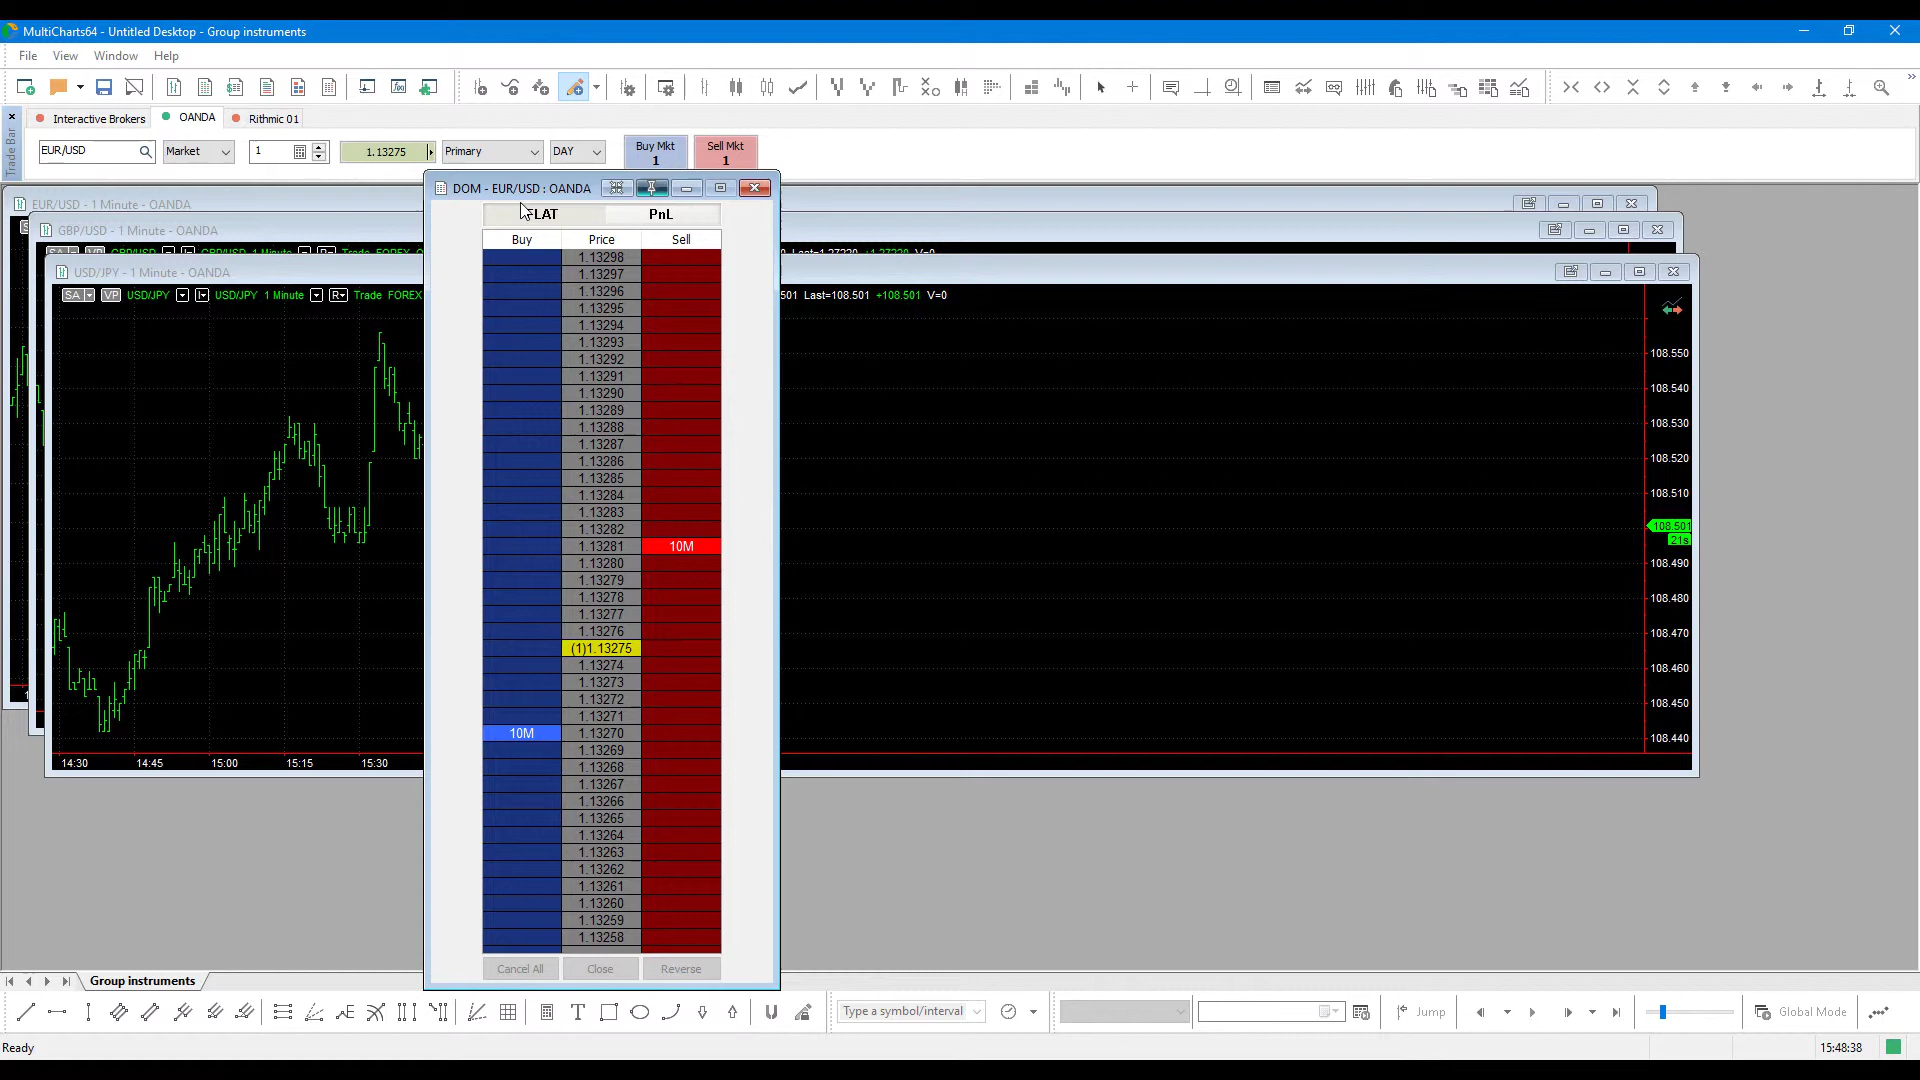 MultiCharts64 - Untitled Desktop - Group instruments
File View Window Help
Trade Bar
Interactive Brokers OANDA Rithmic 01
EUR/USD Market 1 1.13275 Primary DAY Buy Mkt 1 Sell Mkt 1
DOM - EUR/USD : OANDA
EUR/USD - 1 Minute - OANDA
GBP/USD - 1 Minute - OANDA
USD/JPY - 1 Minute - OANDA
SA VP USD/JPY USD/JPY 1 Minute R Trade FOREX
501 Last=108.501 +108.501 V=0
FLAT PnL
Buy Price Sell
1.13298
1.13297
1.13296
1.13295
1.13294
1.13293
1.13292
1.13291
1.13290
1.13289
1.13288
1.13287
1.13286
1.13285
1.13284
1.13283
1.13282
1.13281 10M
1.13280
1.13279
1.13278
1.13277
1.13276
(1)1.13275
1.13274
1.13273
1.13272
1.13271
10M 1.13270
1.13269
1.13268
1.13267
1.13266
1.13265
1.13264
1.13263
1.13262
1.13261
1.13260
1.13259
1.13258
Cancel All Close Reverse
108.550
108.540
108.530
108.520
108.510
108.501
21s
108.490
108.480
108.470
108.460
108.450
108.440
14:30 14:45 15:00 15:15 15:30
Group instruments
Type a symbol/interval Jump Global Mode
Ready 15:48:38